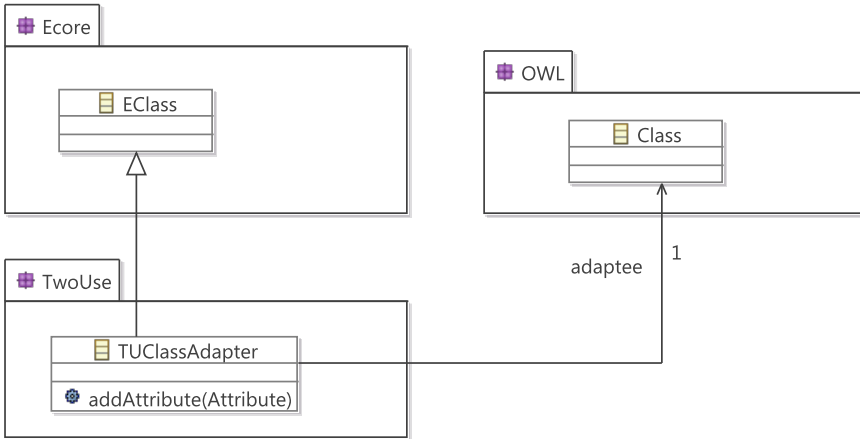 Ecore
EClass
OWL
Class
adaptee
1
TwoUse
TUClassAdapter
addAttribute(Attribute)